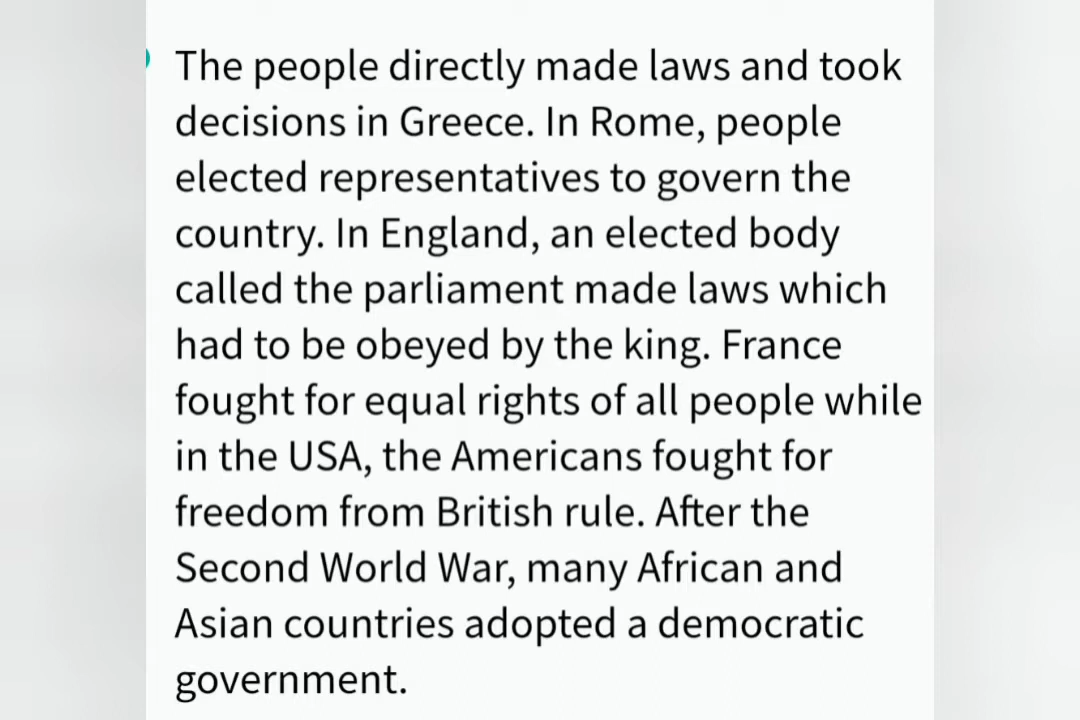 The people directly made laws and took
decisions in Greece. In Rome, people
elected representatives to govern the
country. In England, an elected body
called the parliament made laws which
had to be obeyed by the king. France
fought for equal rights of all people while
in the USA, the Americans fought for
freedom from British rule. After the
Second World War, many African and
Asian countries adopted a democratic
government.